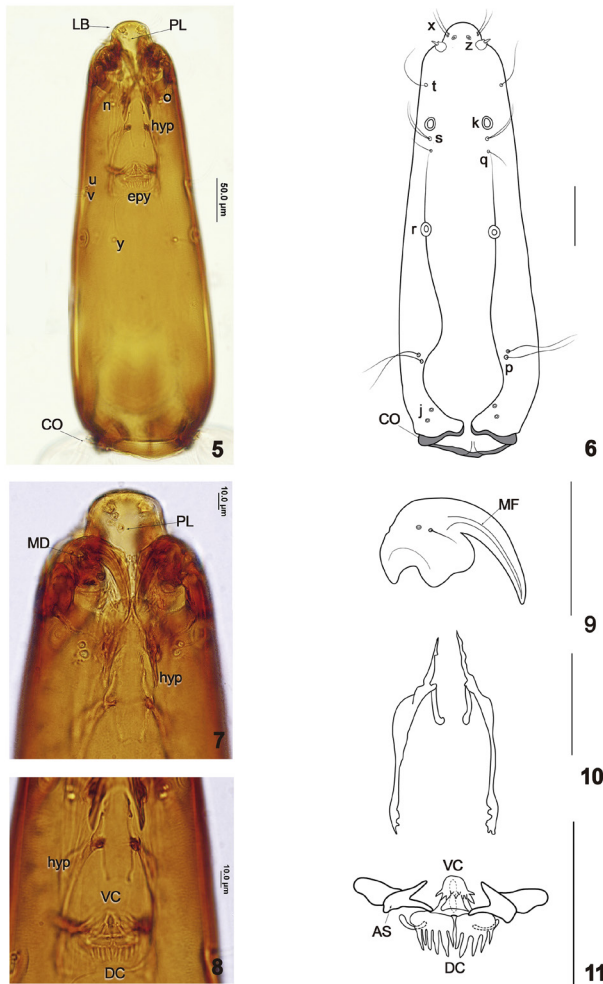 LB
PL
n
o
hyp
u
v
epy
y
50.0 µm
CO
5
x
z
t
k
s
q
r
p
j
CO
6
10.0 µm
PL
MD
hyp
7
MF
9
10
hyp
VC
10.0 µm
DC
8
VC
AS
DC
11